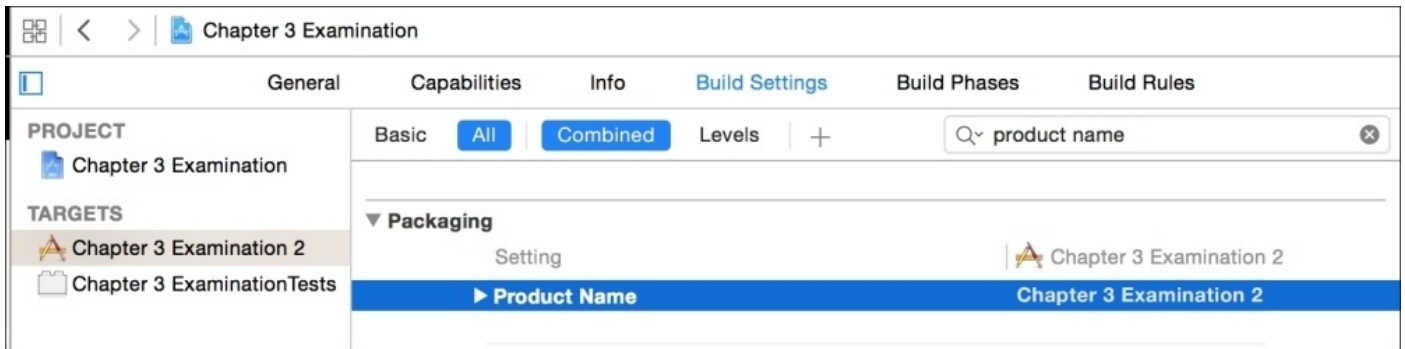 Chapter 3 Examination
General Capabilities Info Build Settings Build Phases Build Rules
PROJECT
Chapter 3 Examination
TARGETS
Chapter 3 Examination 2
Chapter 3 ExaminationTests
Basic All Combined Levels + product name
Packaging
Setting Chapter 3 Examination 2
Product Name Chapter 3 Examination 2